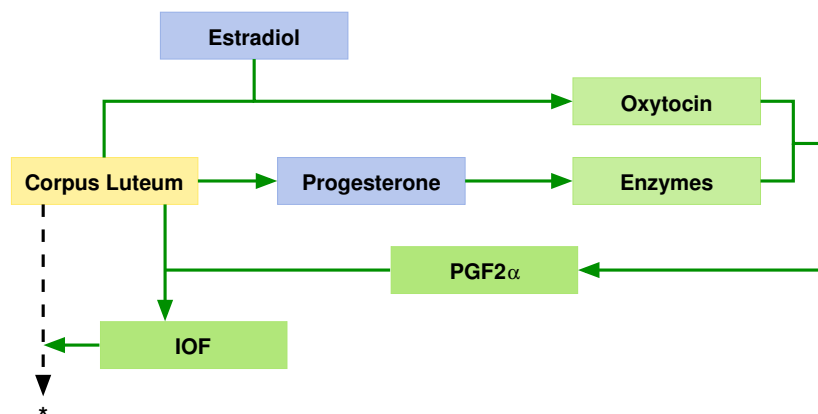 Estradiol
Oxytocin
Corpus Luteum
Progesterone
Enzymes
PGF2α
IOF
*